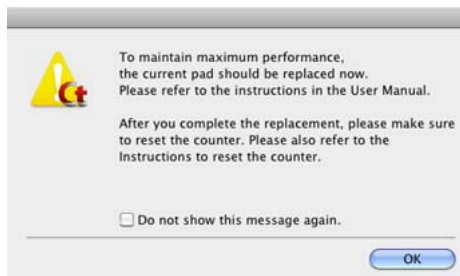 Ct
To maintain maximum performance,
the current pad should be replaced now.
Please refer to the instructions in the User Manual.
After you complete the replacement, please make sure
to reset the counter. Please also refer to the
Instructions to reset the counter.
Do not show this message again.
OK